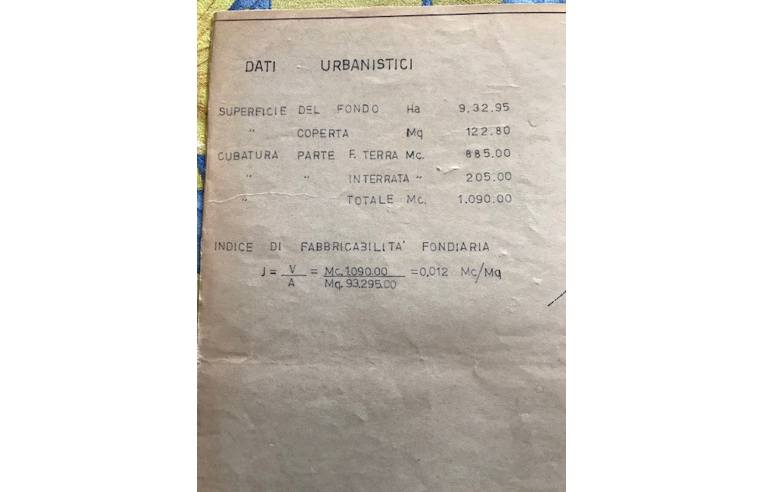 DATI URBANISTICI
SUPERFICIE DEL FONDO Ha 9.32.95
" COPERTA Mq 122.80
CUBATURA PARTE F. TERRA Mc. 885.00
" " INTERRATA " 205.00
" TOTALE Mc. 1.090.00
INDICE DI FABBRICABILITA' FONDIARIA
J = V/A = Mc. 1.090.00/Mq. 93.295.00 = 0,012 Mc/Mq